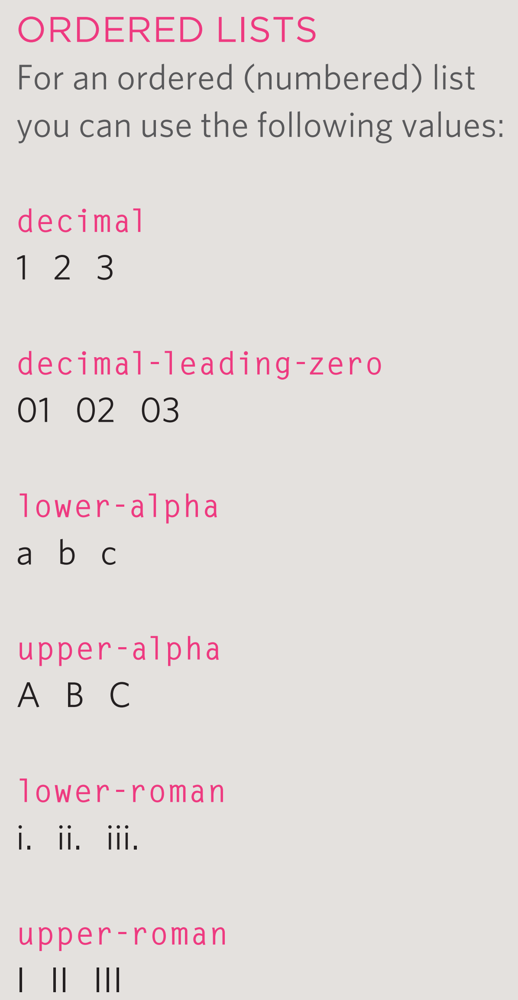 ORDERED LISTS
For an ordered (numbered) list
you can use the following values:
decimal
1 2 3
decimal-leading-zero
01 02 03
lower-alpha
a b c
upper-alpha
A B C
lower-roman
i. ii. iii.
upper-roman
I II III